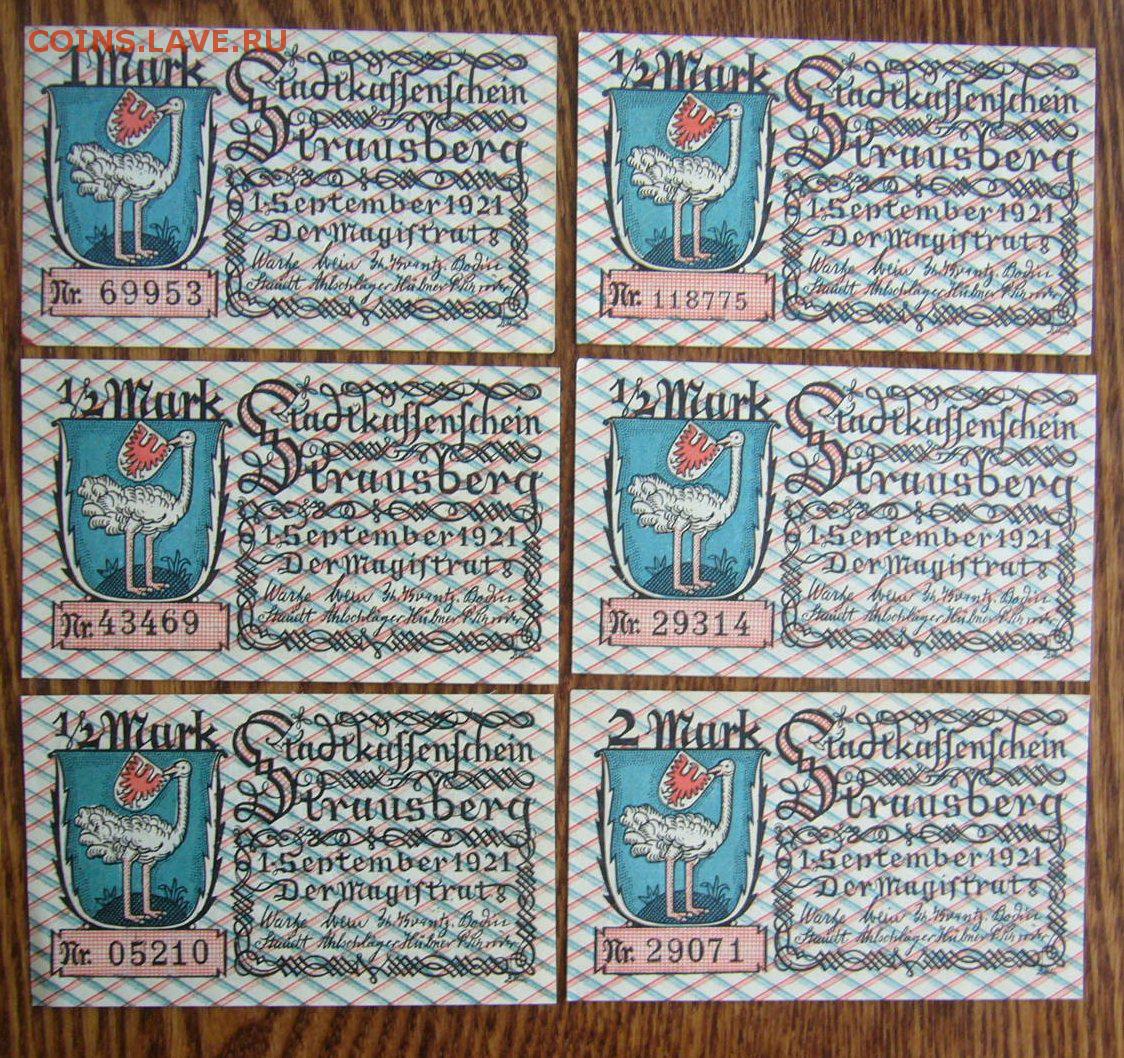 COINS.LAVE.RU
1 Mark
Stadtkassenschein
Strausberg
1. September 1921
Der Magistrat:
Nr. 69953
1/2 Mark
Stadtkassenschein
Strausberg
1. September 1921
Der Magistrat:
Nr. 118775
1/2 Mark
Stadtkassenschein
Strausberg
1. September 1921
Der Magistrat:
Nr. 43469
1/2 Mark
Stadtkassenschein
Strausberg
1. September 1921
Der Magistrat:
Nr. 29314
1/2 Mark
Stadtkassenschein
Strausberg
1. September 1921
Der Magistrat:
Nr. 05210
2 Mark
Stadtkassenschein
Strausberg
1. September 1921
Der Magistrat:
Nr. 29071